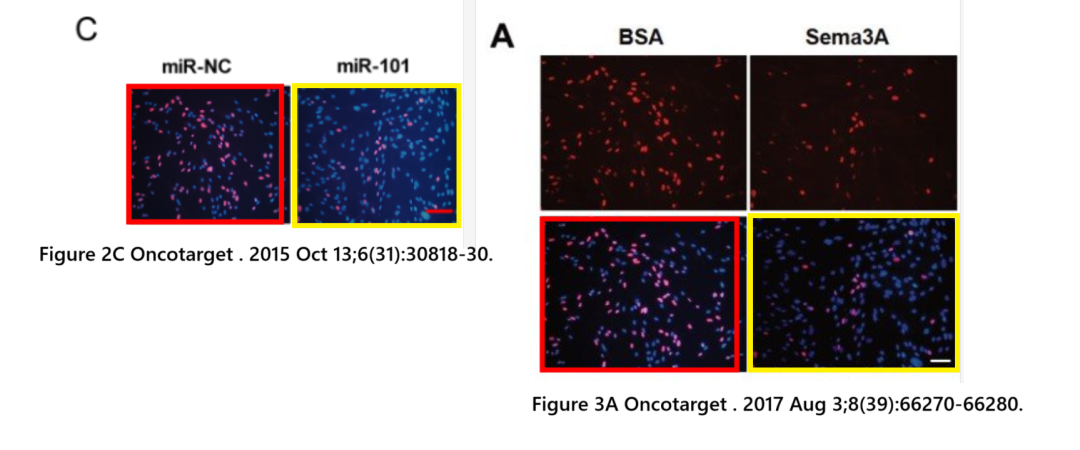 C
miR-NC miR-101
Figure 2C Oncotarget . 2015 Oct 13;6(31):30818-30.
A
BSA Sema3A
Figure 3A Oncotarget . 2017 Aug 3;8(39):66270-66280.